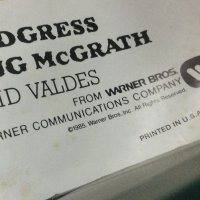 DGRESS
UG McGRATH
ID VALDES
FROM WARNER BROS.
RNER COMMUNICATIONS COMPANY
©1985 Warner Bros. Inc. All Rights Reserved.
PRINTED IN U.S.A.